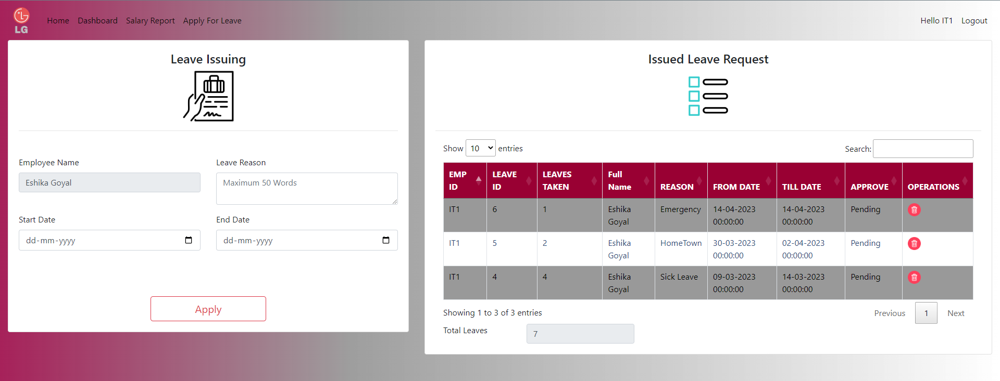 LG
Home Dashboard Salary Report Apply For Leave Hello IT1 Logout
Leave Issuing
Employee Name Leave Reason
Eshika Goyal Maximum 50 Words
Start Date End Date
dd-mm-yyyy dd-mm-yyyy
Apply
Issued Leave Request
Show 10 entries Search:
EMP ID LEAVE ID LEAVES TAKEN Full Name REASON FROM DATE TILL DATE APPROVE OPERATIONS
IT1 6 1 Eshika Goyal Emergency 14-04-2023 00:00:00 14-04-2023 00:00:00 Pending
IT1 5 2 Eshika Goyal HomeTown 30-03-2023 00:00:00 02-04-2023 00:00:00 Pending
IT1 4 4 Eshika Goyal Sick Leave 09-03-2023 00:00:00 14-03-2023 00:00:00 Pending
Showing 1 to 3 of 3 entries Previous 1 Next
Total Leaves 7